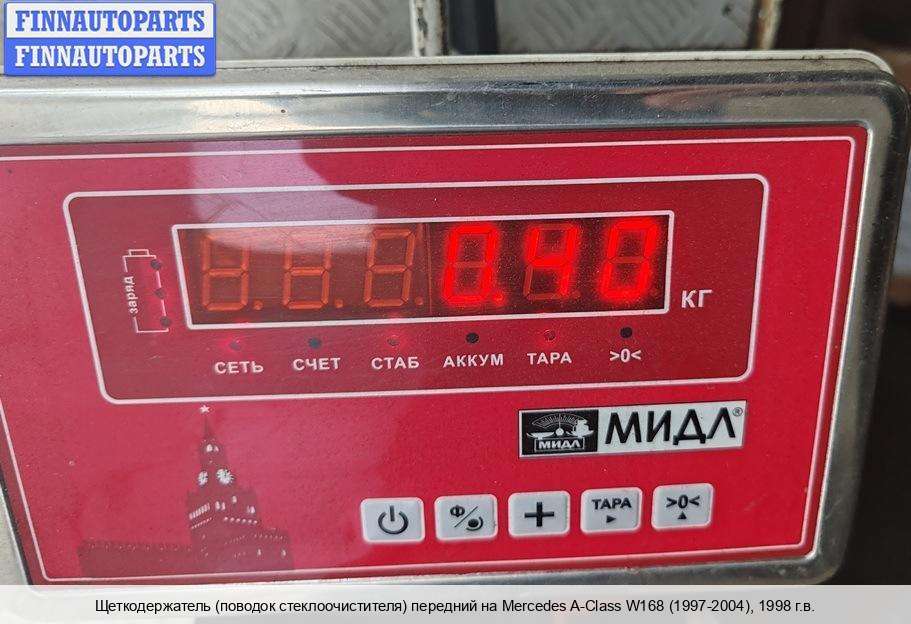 FINNAUTOPARTS
FINNAUTOPARTS
0.40
КГ
заряд
СЕТЬ СЧЕТ СТАБ АККУМ ТАРА >0<
МИДЛ МИДЛ®
Ф/ + ТАРА >0<
Щеткодержатель (поводок стеклоочистителя) передний на Mercedes A-Class W168 (1997-2004), 1998 г.в.